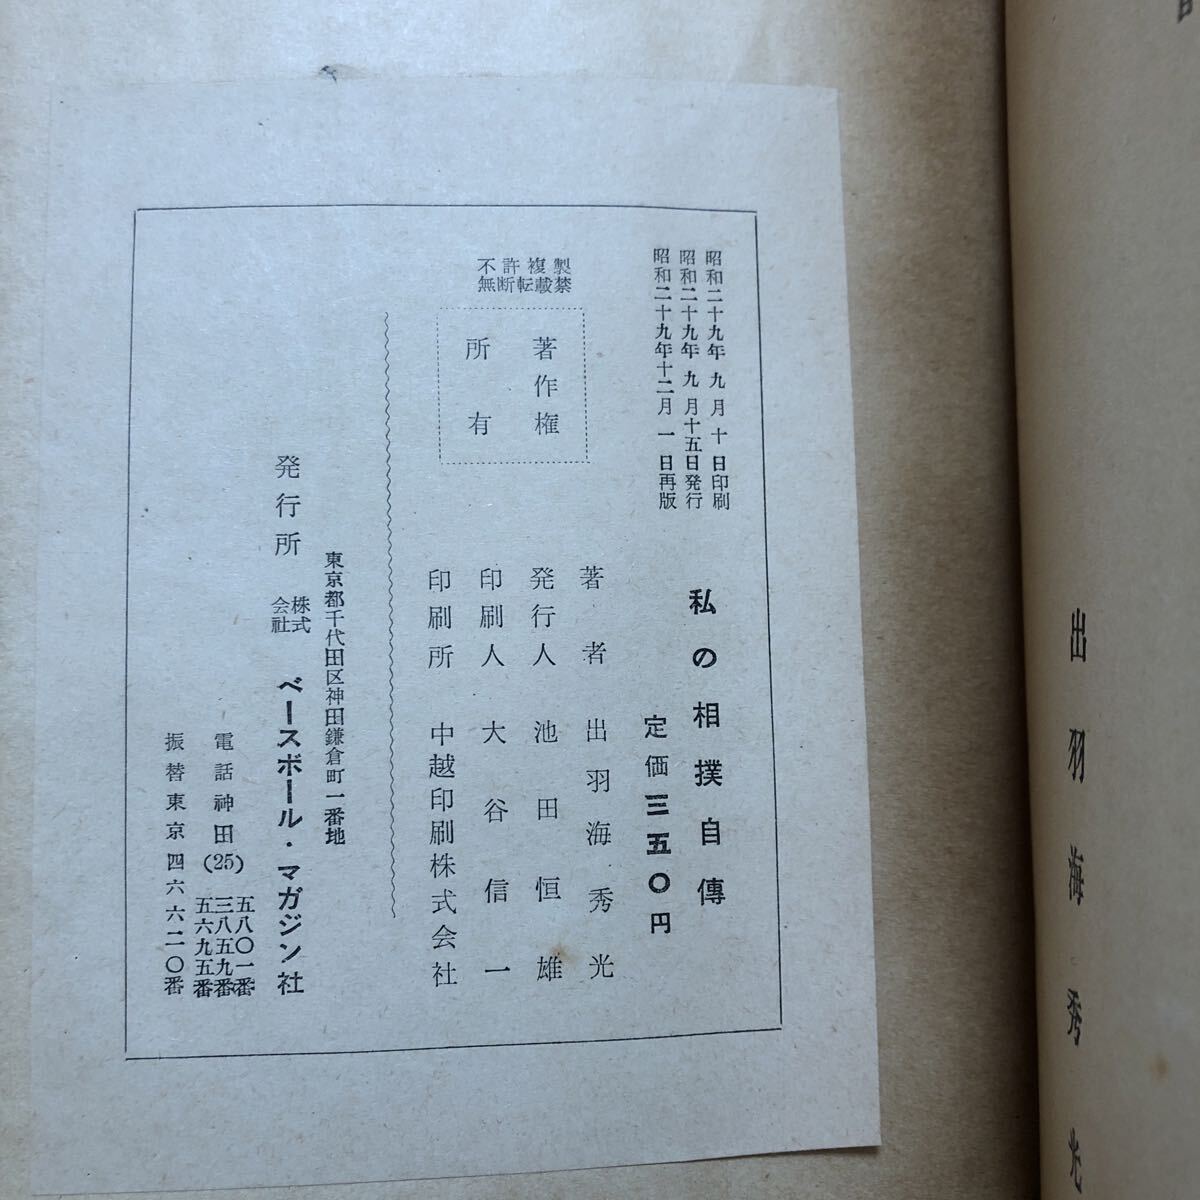 出羽海秀光
昭和二十九年九月十日印刷
昭和二十九年九月十五日発行
昭和二十九年十二月一日再版
私の相撲自傳
定価三五〇円
不許複製
無断転載禁
著作権
所有
著者 出羽海秀光
発行人 池田恒雄
印刷人 大谷信一
印刷所 中越印刷株式会社
東京都千代田区神田鎌倉町一番地
発行所 株式会社 ベースボール・マガジン社
電話神田(25) 五八〇一番
三八五九番
五六九五番
振替東京四六六二〇番